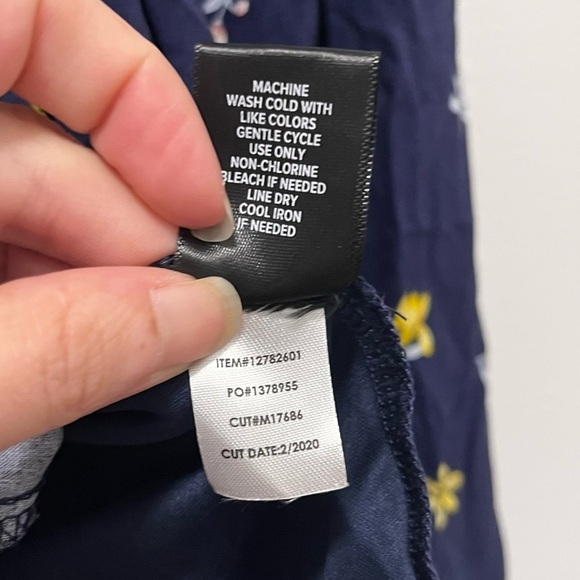 MACHINE
WASH COLD WITH
LIKE COLORS
GENTLE CYCLE
USE ONLY
NON-CHLORINE
BLEACH IF NEEDED
LINE DRY
COOL IRON
IF NEEDED
ITEM#12782601
PO#1378955
CUT#M17686
CUT DATE:2/2020